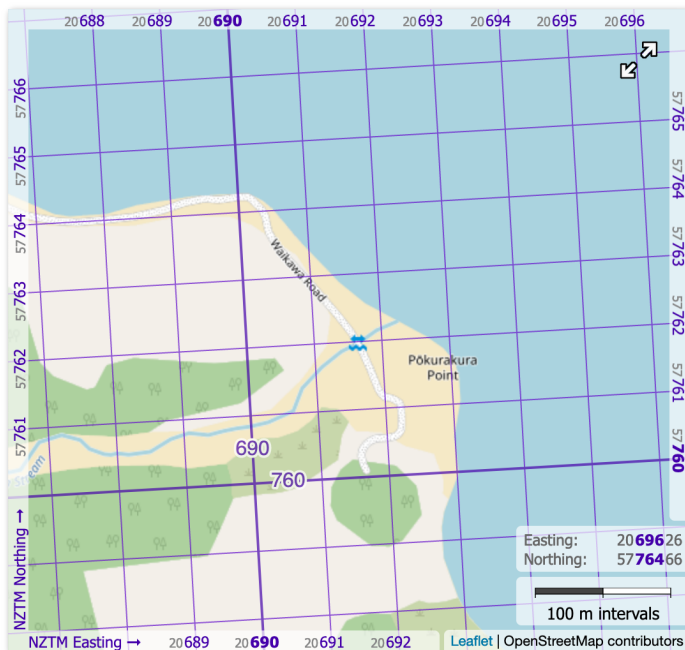 20688 20689 20690 20691 20692 20693 20694 20695 20696
57766
57765
57764
57763
57762
57761
57765
57764
57763
57762
57761
57760
Waikawa Road
Pōkurakura
Point
690
760
Stream
Easting: 2069626
Northing: 5776466
100 m intervals
NZTM Northing →
NZTM Easting → 20689 20690 20691 20692
Leaflet | OpenStreetMap contributors